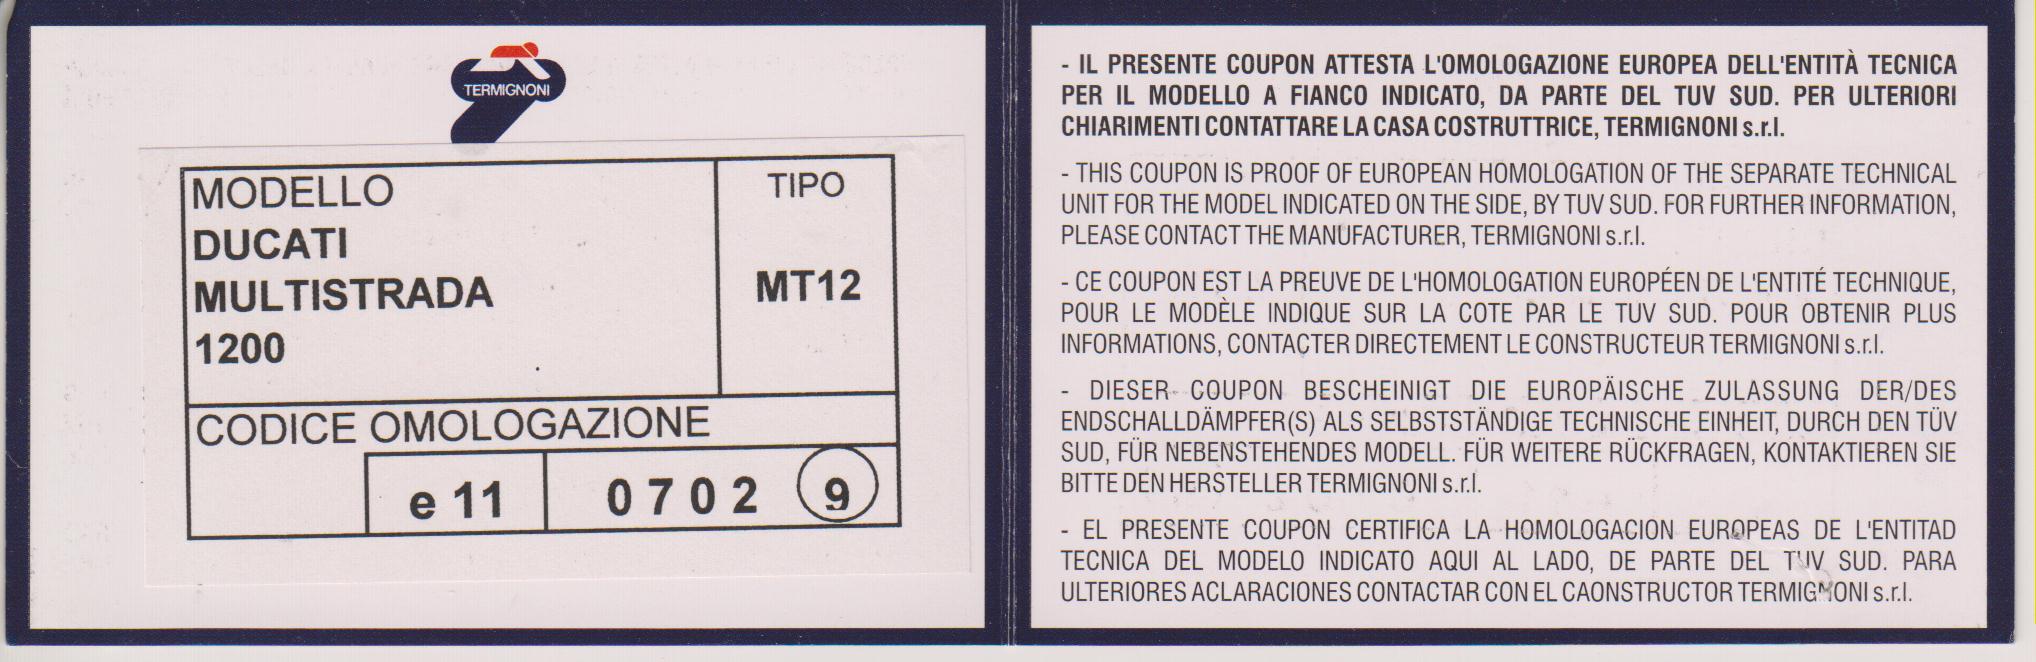 TERMIGNONI
MODELLO
DUCATI
MULTISTRADA
1200
TIPO
MT12
CODICE OMOLOGAZIONE
e 11
0 7 0 2 9
- IL PRESENTE COUPON ATTESTA L'OMOLOGAZIONE EUROPEA DELL'ENTITÀ TECNICA
PER IL MODELLO A FIANCO INDICATO, DA PARTE DEL TUV SUD. PER ULTERIORI
CHIARIMENTI CONTATTARE LA CASA COSTRUTTRICE, TERMIGNONI s.r.l.
- THIS COUPON IS PROOF OF EUROPEAN HOMOLOGATION OF THE SEPARATE TECHNICAL
UNIT FOR THE MODEL INDICATED ON THE SIDE, BY TUV SUD. FOR FURTHER INFORMATION,
PLEASE CONTACT THE MANUFACTURER, TERMIGNONI s.r.l.
- CE COUPON EST LA PREUVE DE L'HOMOLOGATION EUROPÉEN DE L'ENTITÉ TECHNIQUE,
POUR LE MODÈLE INDIQUE SUR LA COTE PAR LE TUV SUD. POUR OBTENIR PLUS
INFORMATIONS, CONTACTER DIRECTEMENT LE CONSTRUCTEUR TERMIGNONI s.r.l.
- DIESER COUPON BESCHEINIGT DIE EUROPÄISCHE ZULASSUNG DER/DES
ENDSCHALLDÄMPFER(S) ALS SELBSTSTÄNDIGE TECHNISCHE EINHEIT, DURCH DEN TÜV
SUD, FÜR NEBENSTEHENDES MODELL. FÜR WEITERE RÜCKFRAGEN, KONTAKTIEREN SIE
BITTE DEN HERSTELLER TERMIGNONI s.r.l.
- EL PRESENTE COUPON CERTIFICA LA HOMOLOGACION EUROPEAS DE L'ENTITAD
TECNICA DEL MODELO INDICATO AQUI AL LADO, DE PARTE DEL TUV SUD. PARA
ULTERIORES ACLARACIONES CONTACTAR CON EL CAONSTRUCTOR TERMIGNONI s.r.l.